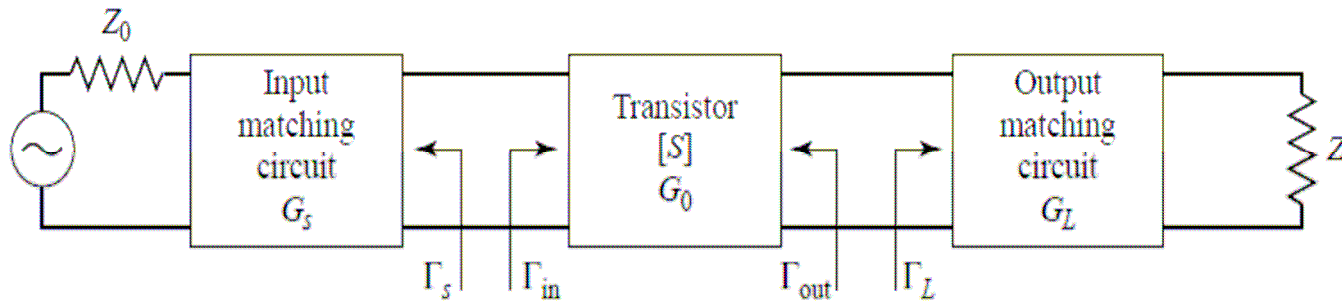 Z0
Input
matching
circuit
Gs
Transistor
[S]
G0
Output
matching
circuit
GL
Z
Γs
Γin
Γout
ΓL